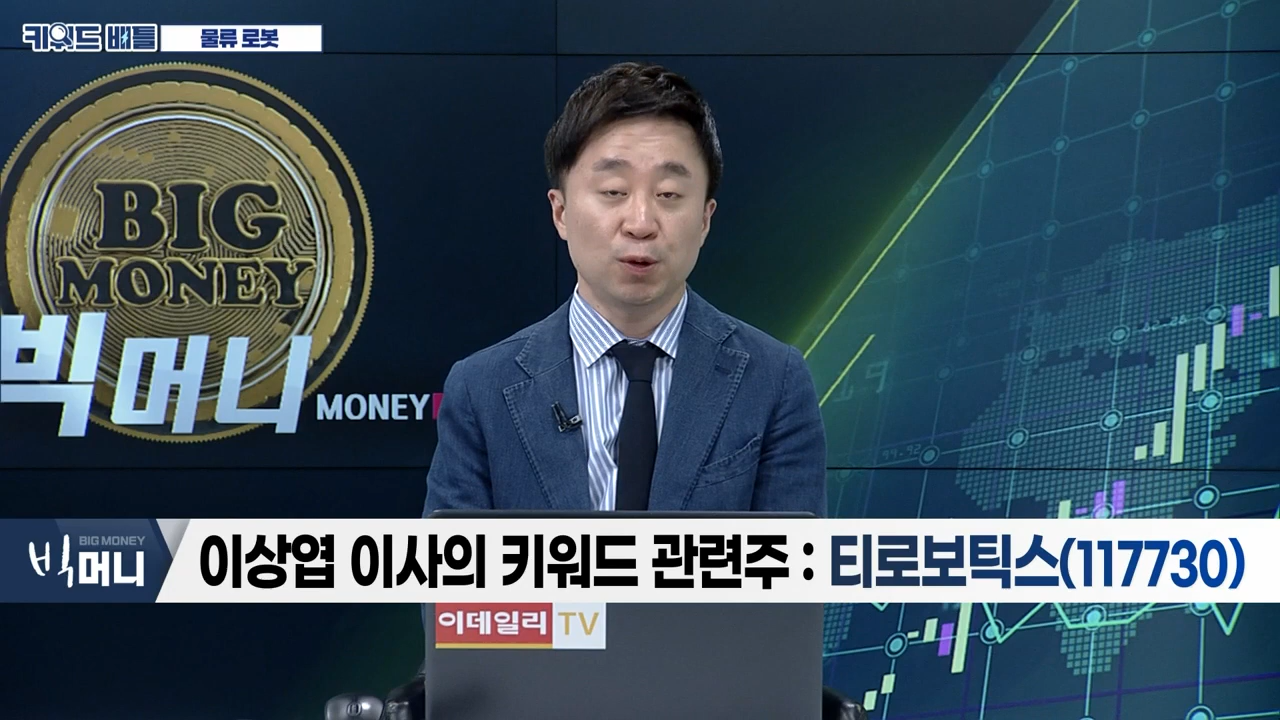 키워드 배틀
물류 로봇
BIG
MONEY
빅머니 MONEY
BIG MONEY
빅머니
이상엽 이사의 키워드 관련주 : 티로보틱스(117730)
이데일리 TV